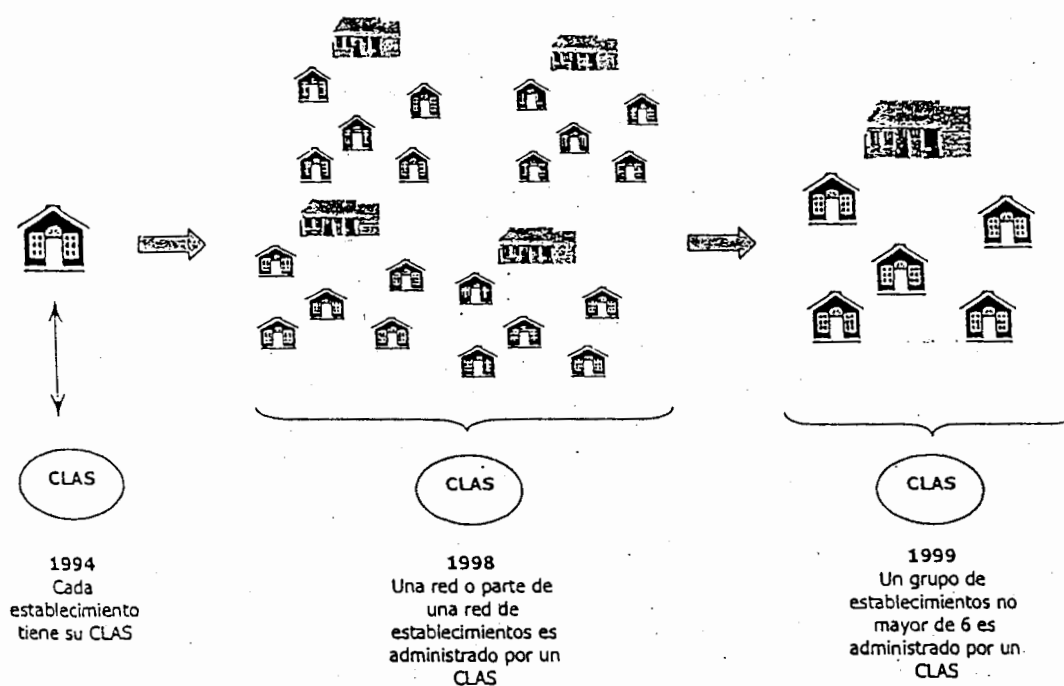 CLAS
1994
Cada
establecimiento
tiene su CLAS
CLAS
1998
Una red o parte de
una red de
establecimientos es
administrado por un
CLAS
CLAS
1999
Un grupo de
establecimientos no
mayor de 6 es
administrado por un
CLAS